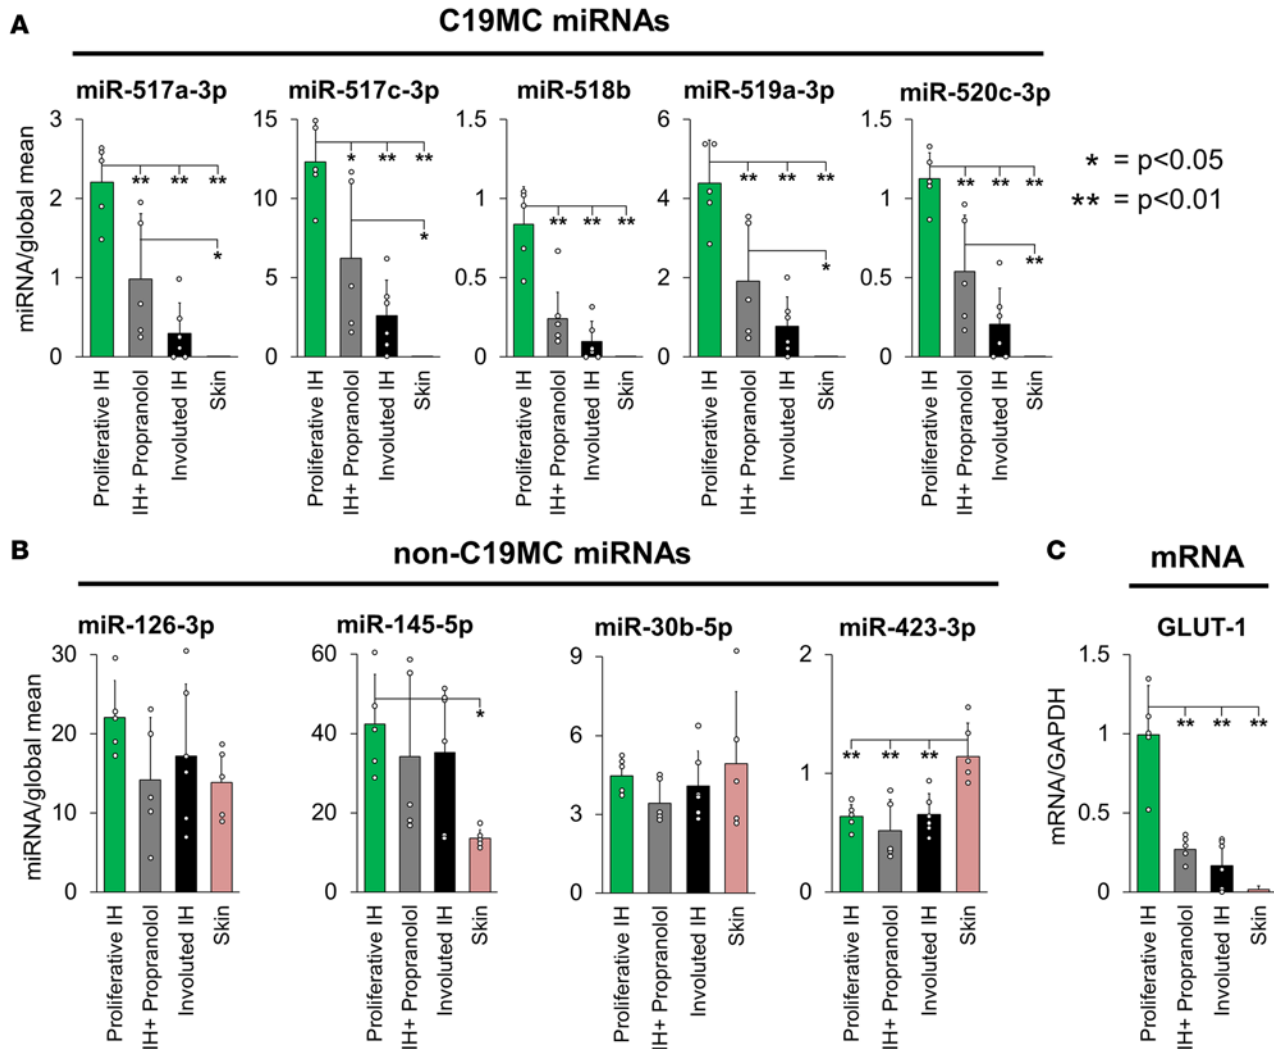 A
C19MC miRNAs
miR-517a-3p miR-517c-3p miR-518b miR-519a-3p miR-520c-3p
miRNA/global mean
3
2
1
0
** ** **
*
15
10
5
0
* ** **
*
1.5
1
0.5
0
** ** **
6
4
2
0
** ** **
*
1.5
1
0.5
0
** ** **
**
* = p<0.05
** = p<0.01
Proliferative IH
IH+ Propranolol
Involuted IH
Skin
Proliferative IH
IH+ Propranolol
Involuted IH
Skin
Proliferative IH
IH+ Propranolol
Involuted IH
Skin
Proliferative IH
IH+ Propranolol
Involuted IH
Skin
Proliferative IH
IH+ Propranolol
Involuted IH
Skin
B
non-C19MC miRNAs
miR-126-3p miR-145-5p miR-30b-5p miR-423-3p
miRNA/global mean
30
20
10
0
60
40
20
0
*
9
6
3
0
2
1
0
** ** **
Proliferative IH
IH+ Propranolol
Involuted IH
Skin
Proliferative IH
IH+ Propranolol
Involuted IH
Skin
Proliferative IH
IH+ Propranolol
Involuted IH
Skin
Proliferative IH
IH+ Propranolol
Involuted IH
Skin
C
mRNA
GLUT-1
mRNA/GAPDH
1.5
1
0.5
0
** ** **
Proliferative IH
IH+ Propranolol
Involuted IH
Skin